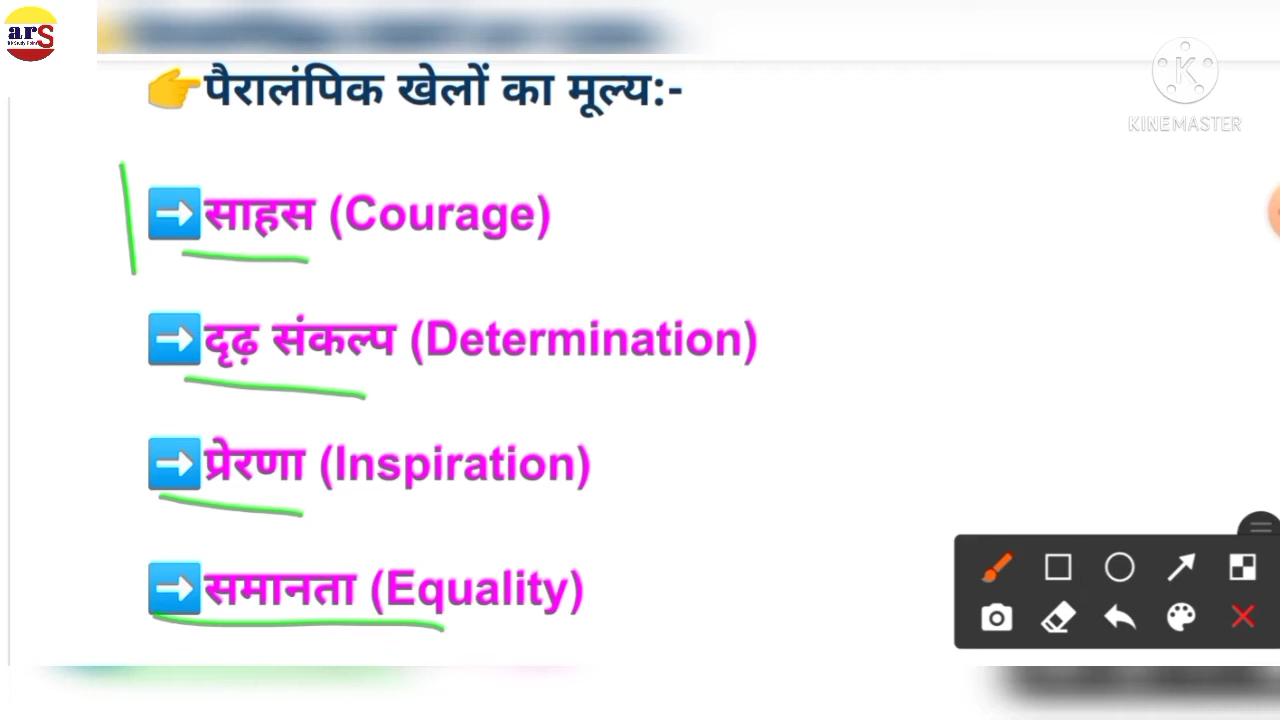 arS
पैरालंपिक खेलों का मूल्य:-
KINEMASTER
साहस (Courage)
दृढ़ संकल्प (Determination)
प्रेरणा (Inspiration)
समानता (Equality)